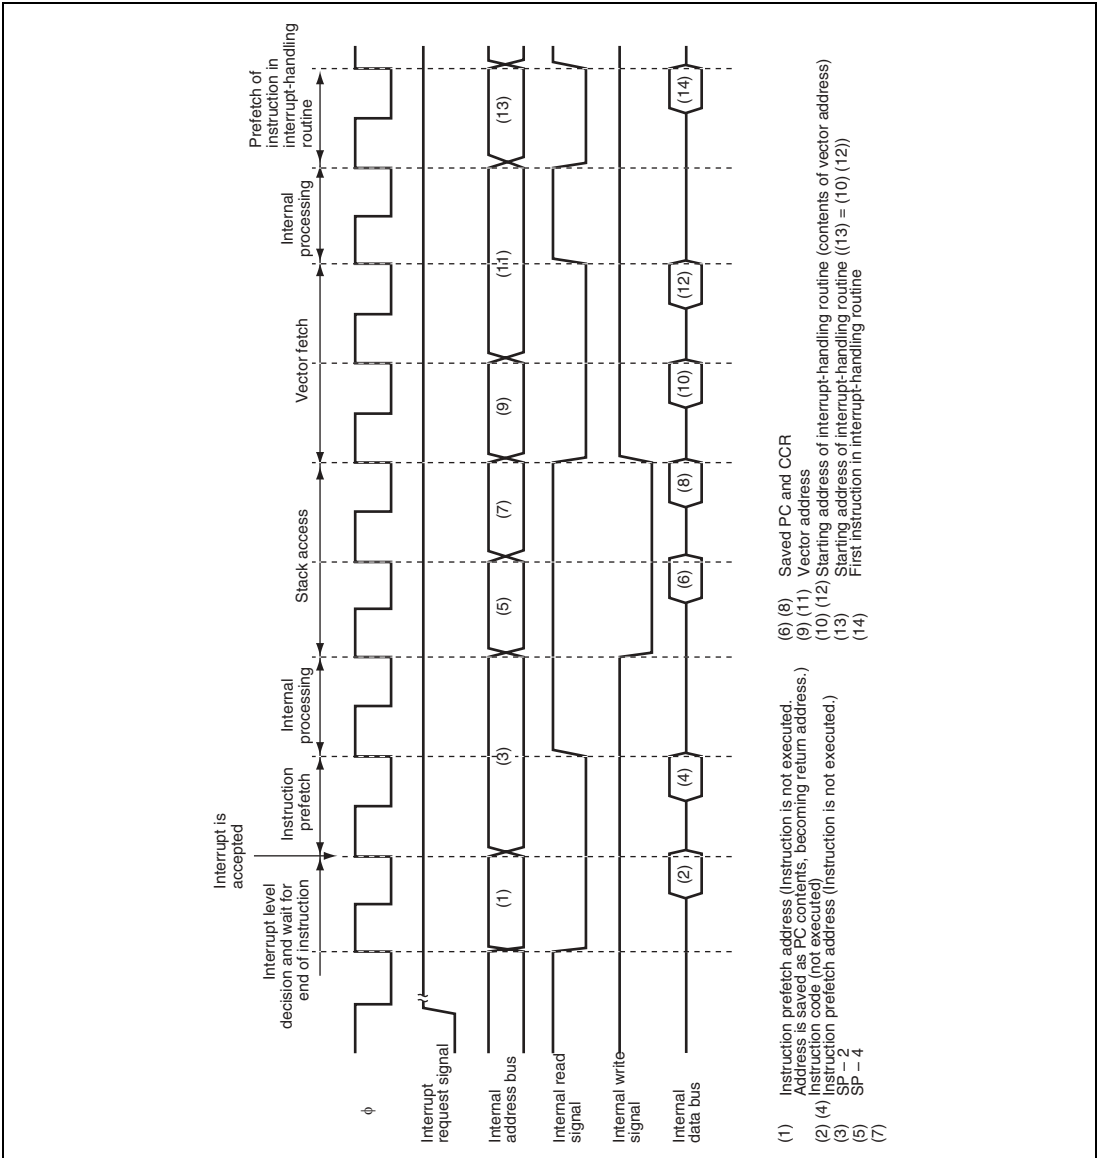 Interrupt is
accepted
Interrupt level
decision and wait for
end of instruction
Instruction
prefetch
Internal
processing
Stack access
Vector fetch
Internal
processing
Prefetch of
instruction in
interrupt-handling
routine
φ
Interrupt
request signal
Internal
address bus
(1)
(3)
(5)
(7)
(9)
(11)
(13)
Internal read
signal
Internal write
signal
Internal
data bus
(2)
(4)
(6)
(8)
(10)
(12)
(14)
(1) Instruction prefetch address (Instruction is not executed.
Address is saved as PC contents, becoming return address.)
(2) (4) Instruction code (not executed)
(3) Instruction prefetch address (Instruction is not executed.)
(5) SP – 2
(7) SP – 4
(6) (8) Saved PC and CCR
(9) (11) Vector address
(10) (12) Starting address of interrupt-handling routine (contents of vector address)
(13) Starting address of interrupt-handling routine ((13) = (10) (12))
(14) First instruction in interrupt-handling routine